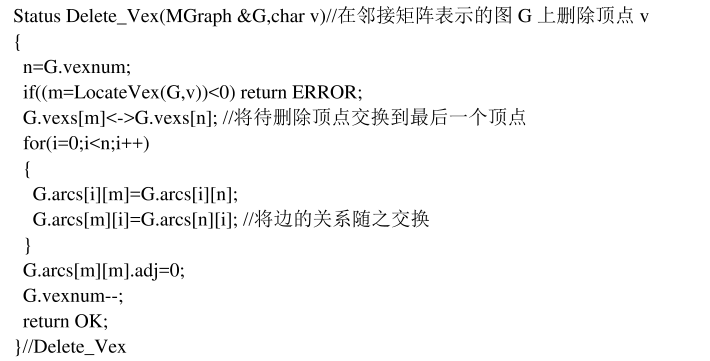 Status Delete_Vex(MGraph &G,char v)//在邻接矩阵表示的图 G 上删除顶点 v
{
n=G.vexnum;
if((m=LocateVex(G,v))<0) return ERROR;
G.vexs[m]<->G.vexs[n]; //将待删除顶点交换到最后一个顶点
for(i=0;i<n;i++)
{
G.arcs[i][m]=G.arcs[i][n];
G.arcs[m][i]=G.arcs[n][i]; //将边的关系随之交换
}
G.arcs[m][m].adj=0;
G.vexnum--;
return OK;
}//Delete_Vex